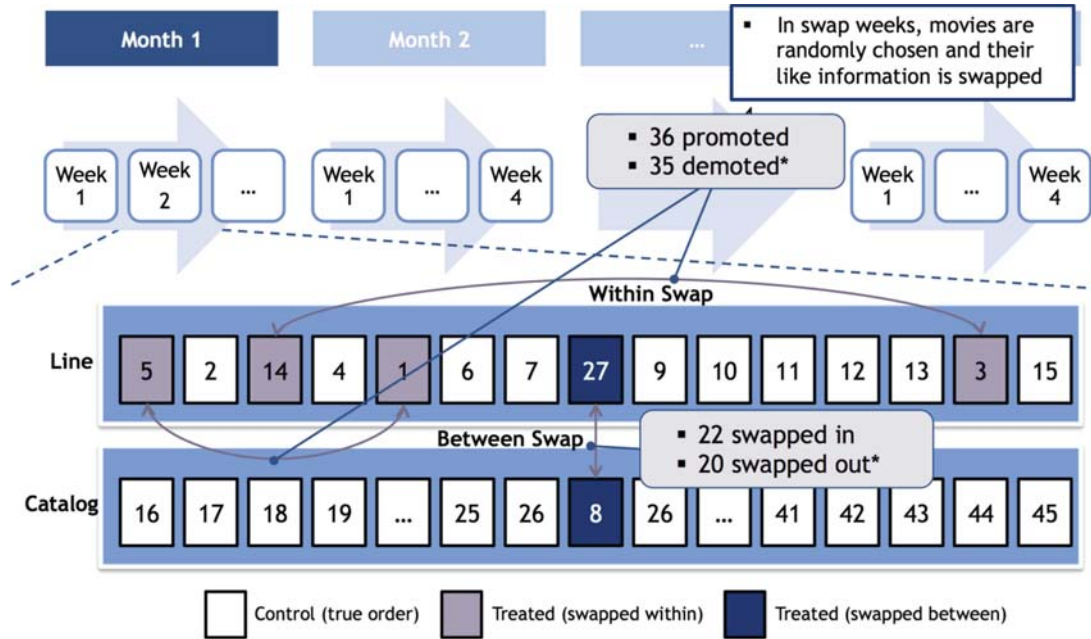 Month 1
Month 2
...
▪ In swap weeks, movies are
randomly chosen and their
like information is swapped
▪ 36 promoted
▪ 35 demoted*
Week
1
Week
2
...
Week
1
...
Week
4
Week
1
...
Week
4
Within Swap
Line
5 2 14 4 1 6 7 27 9 10 11 12 13 3 15
Between Swap
▪ 22 swapped in
▪ 20 swapped out*
Catalog
16 17 18 19 ... 25 26 8 26 ... 41 42 43 44 45
Control (true order)
Treated (swapped within)
Treated (swapped between)